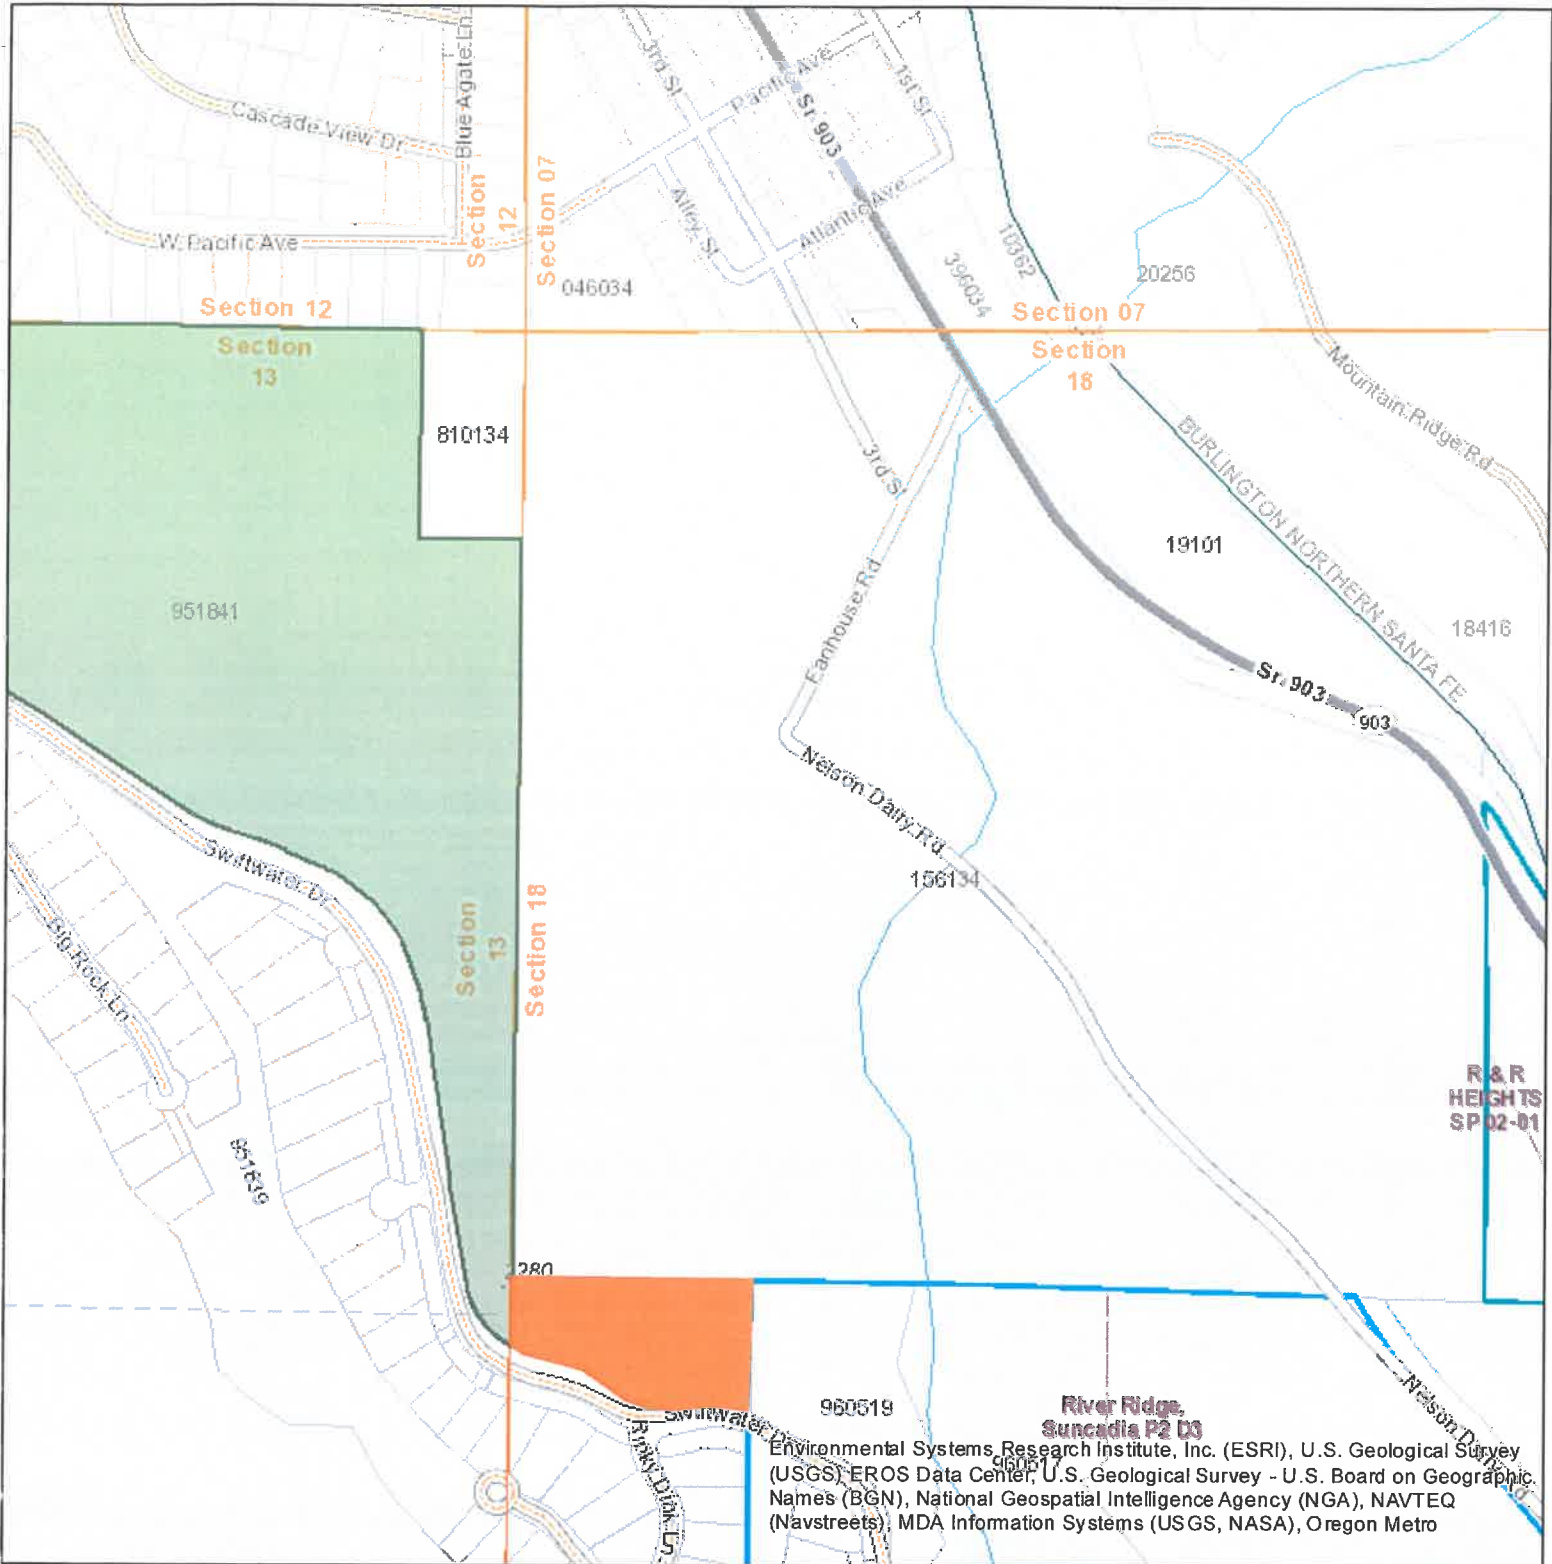 Cascade View Dr
Blue Agate Ln
3rd St
Pacific Ave
1st St
Sr 903
Section
12
Section 07
W. Pacific Ave
Alley St
Atlantic Ave
046034
396034
10362
20256
Section 12
Section 07
Section
13
Section
18
Mountain Ridge Rd
810134
3rd St
BURLINGTON NORTHERN SANTA FE
19101
951841
18416
Fanhouse Rd
Sr 903
903
Nelson Dairy Rd
Swiftwater Dr
156134
Section
13
Section 18
Big Rock Ln
R & R
HEIGHTS
SP 02-01
951839
280
960519
River Ridge,
Suncadia P2 D3
Swiftwater Dr
Nelson Dairy Rd
960517
Environmental Systems Research Institute, Inc. (ESRI), U.S. Geological Survey
(USGS) EROS Data Center, U.S. Geological Survey - U.S. Board on Geographic
Names (BGN), National Geospatial Intelligence Agency (NGA), NAVTEQ
(Navstreets), MDA Information Systems (USGS, NASA), Oregon Metro